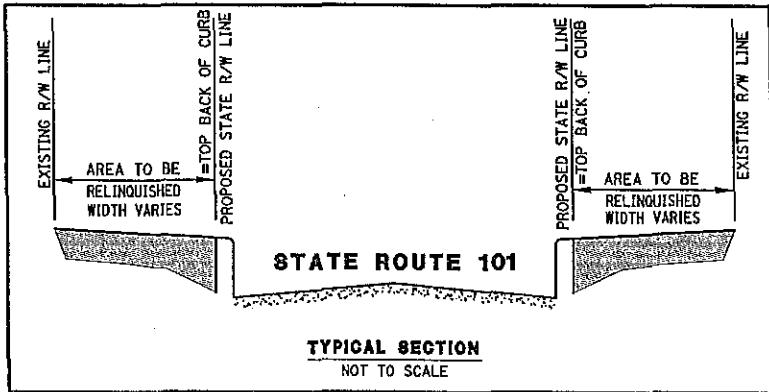 EXISTING R/W LINE
=TOP BACK OF CURB
PROPOSED STATE R/W LINE
PROPOSED STATE R/W LINE
=TOP BACK OF CURB
EXISTING R/W LINE
AREA TO BE
RELINQUISHED
WIDTH VARIES
AREA TO BE
RELINQUISHED
WIDTH VARIES
STATE ROUTE 101
TYPICAL SECTION
NOT TO SCALE